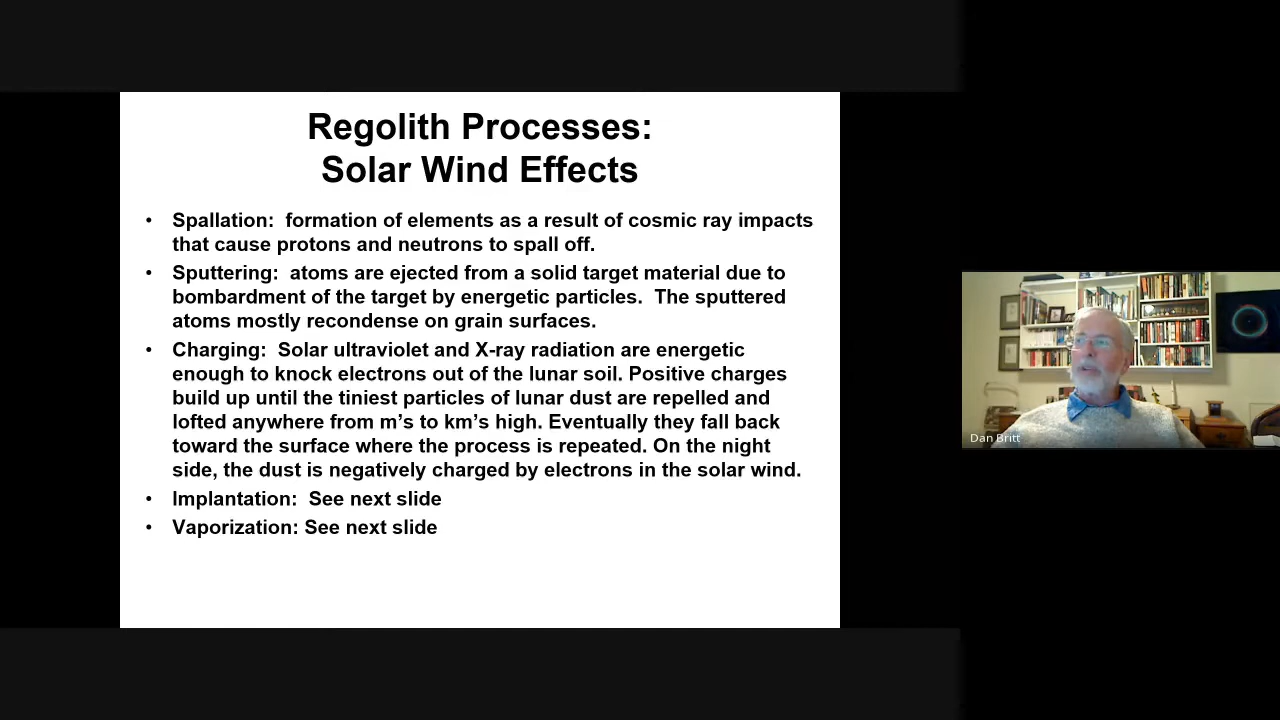 Regolith Processes:
Solar Wind Effects
• Spallation:  formation of elements as a result of cosmic ray impacts
that cause protons and neutrons to spall off.
• Sputtering:  atoms are ejected from a solid target material due to
bombardment of the target by energetic particles.  The sputtered
atoms mostly recondense on grain surfaces.
• Charging:  Solar ultraviolet and X-ray radiation are energetic
enough to knock electrons out of the lunar soil. Positive charges
build up until the tiniest particles of lunar dust are repelled and
lofted anywhere from m’s to km’s high. Eventually they fall back
toward the surface where the process is repeated. On the night
side, the dust is negatively charged by electrons in the solar wind.
• Implantation:  See next slide
• Vaporization: See next slide
Dan Britt